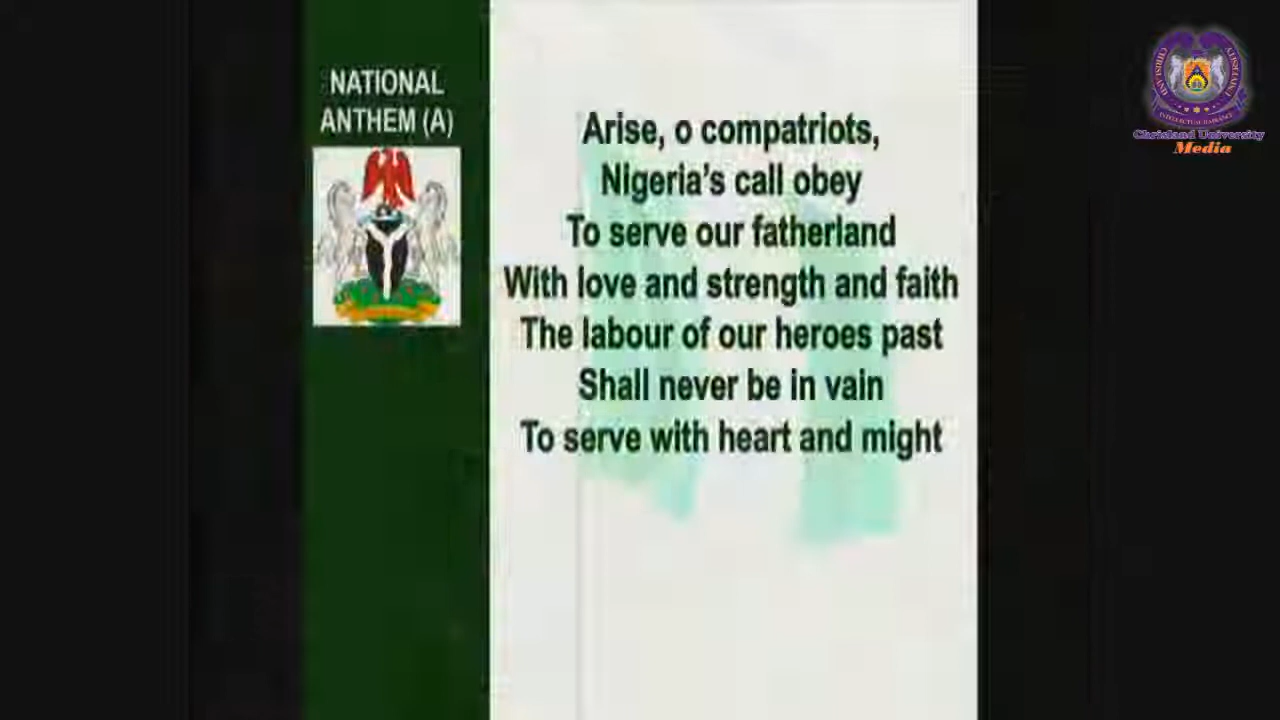 NATIONAL
ANTHEM (A)
Arise, o compatriots,
Nigeria's call obey
To serve our fatherland
With love and strength and faith
The labour of our heroes past
Shall never be in vain
To serve with heart and might
Chrisland University
Media